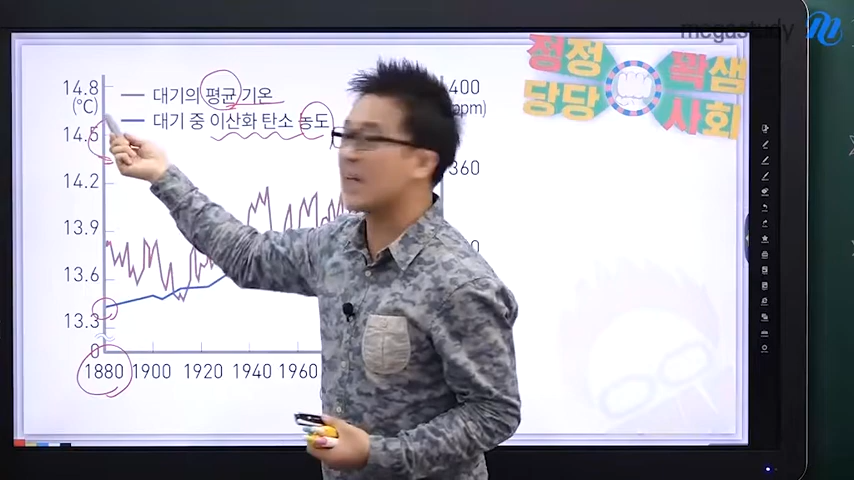 megastudy
정정당당
퐉샘사회
14.8
(℃)
14.5
14.2
13.9
13.6
13.3
0
대기의 평균 기온
대기 중 이산화 탄소 농도
400
(ppm)
360
1880 1900 1920 1940 1960